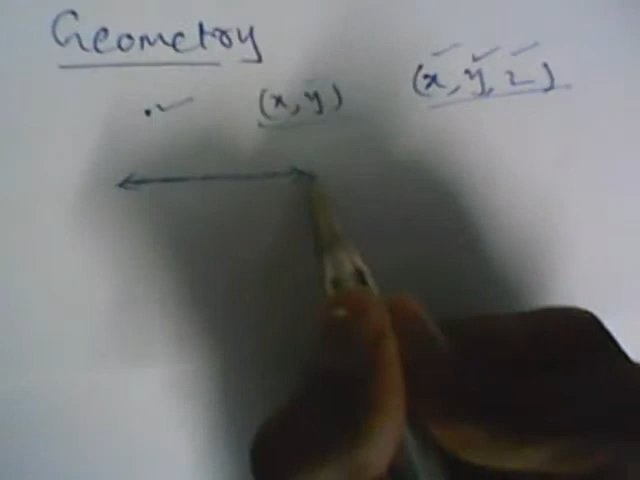 Geometry
(x, y) (x, y, z)